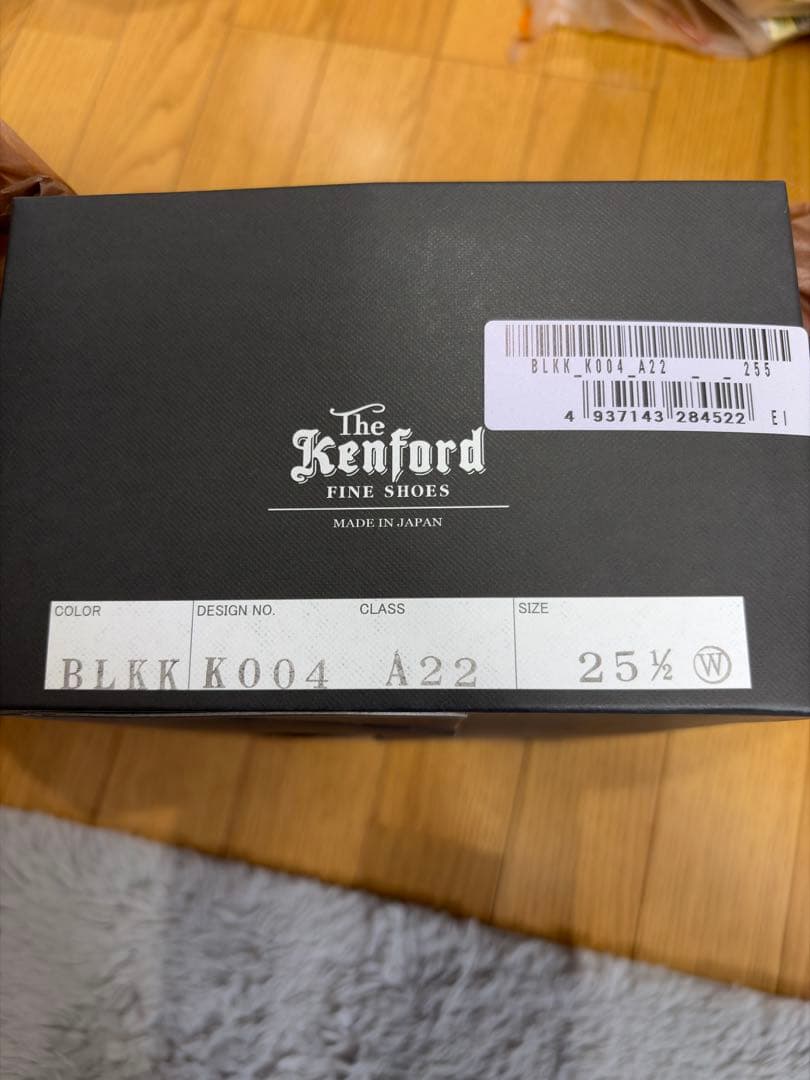 BLKK_K004_A22 _ _ 255
4 937143 284522 EI
The
Kenford
FINE SHOES
MADE IN JAPAN
COLOR DESIGN NO. CLASS SIZE
BLKK K004 A22 25½ Ⓦ